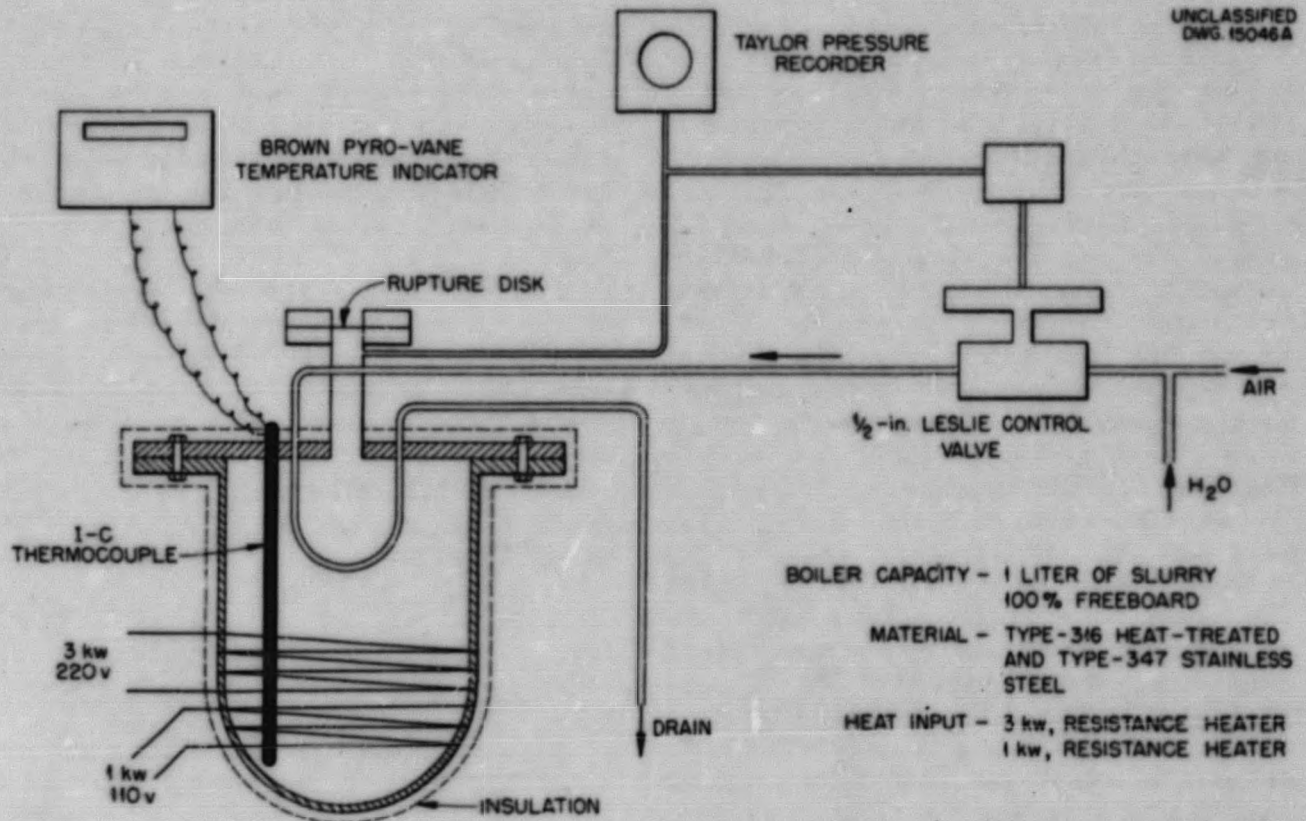 UNCLASSIFIED
DWG. 15046A
TAYLOR PRESSURE
RECORDER
BROWN PYRO-VANE
TEMPERATURE INDICATOR
RUPTURE DISK
AIR
½-in. LESLIE CONTROL
VALVE
H₂O
I-C
THERMOCOUPLE
BOILER CAPACITY - 1 LITER OF SLURRY
100% FREEBOARD
MATERIAL - TYPE-316 HEAT-TREATED
AND TYPE-347 STAINLESS
STEEL
3 kw
220 v
HEAT INPUT - 3 kw, RESISTANCE HEATER
1 kw, RESISTANCE HEATER
DRAIN
1 kw
110 v
INSULATION